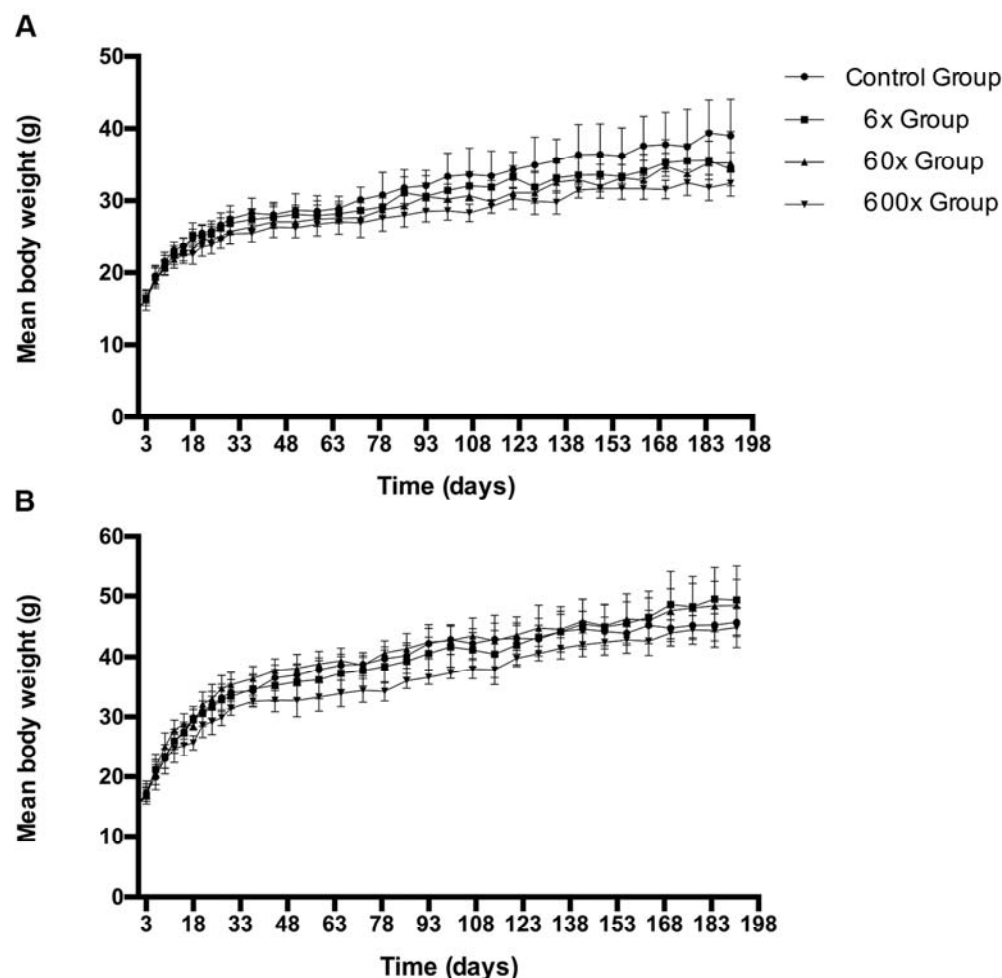 A
50
40
30
20
10
0
Mean body weight (g)
3 18 33 48 63 78 93 108 123 138 153 168 183 198
Time (days)
Control Group
6x Group
60x Group
600x Group
B
60
50
40
30
20
10
0
Mean body weight (g)
3 18 33 48 63 78 93 108 123 138 153 168 183 198
Time (days)